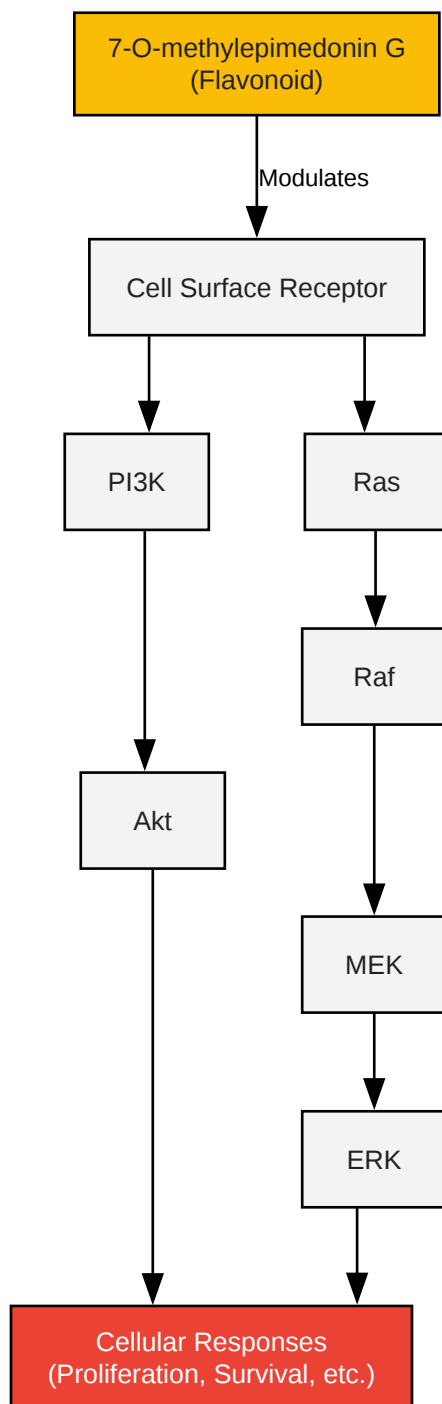 7-O-methylepimedonin G
(Flavonoid)
Modulates
Cell Surface Receptor
PI3K
Ras
Raf
Akt
MEK
ERK
Cellular Responses
(Proliferation, Survival, etc.)